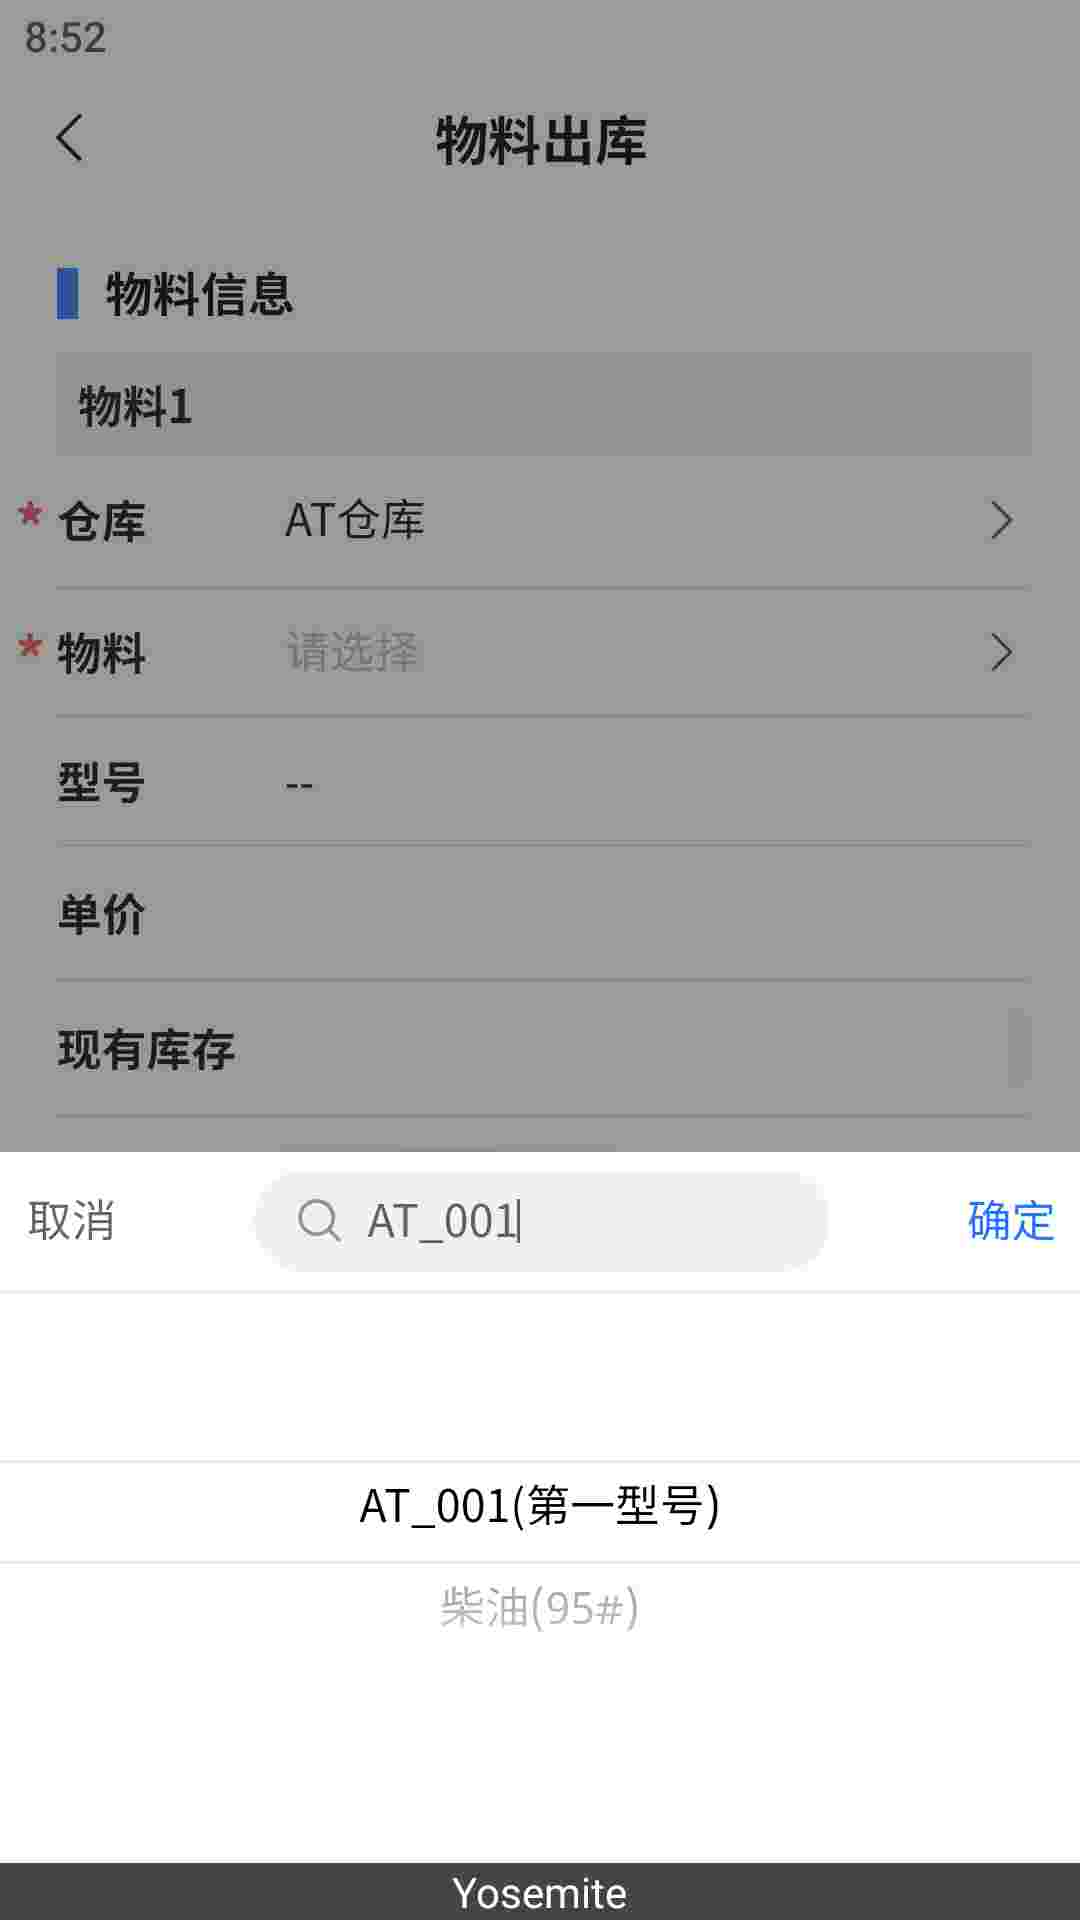 8:52
物料出库
物料信息
物料1
* 仓库 AT仓库
* 物料 请选择
型号 --
单价
现有库存
取消 AT_001 确定
AT_001(第一型号)
柴油(95#)
Yosemite